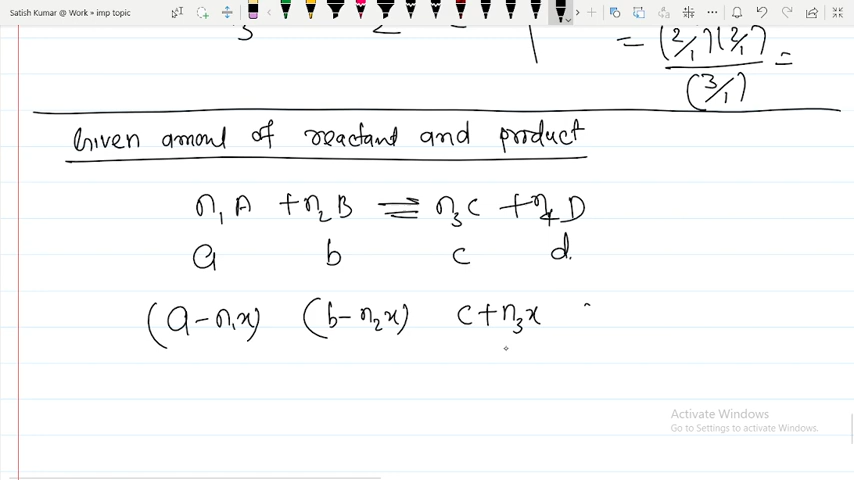 Satish Kumar @ Work » imp topic
= (2/1)(2/1)
(3/1) =
Given amout of reactant and product
n₁A + n₂B ⇌ n₃C + n₄D
a b c d.
(a − n₁x) (b − n₂x) c + n₃x
Activate Windows
Go to Settings to activate Windows.